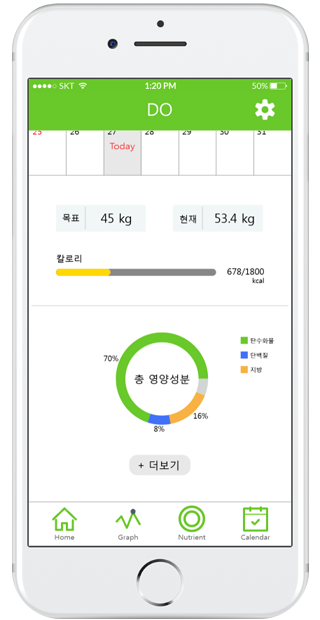 SKT 1:20 PM 50%
DO
25 26 27 28 29 30 31
Today
목표 45 kg 현재 53.4 kg
칼로리
678/1800
kcal
탄수화물
70%
단백질
총 영양성분
지방
16%
8%
+ 더보기
Home Graph Nutrient Calendar